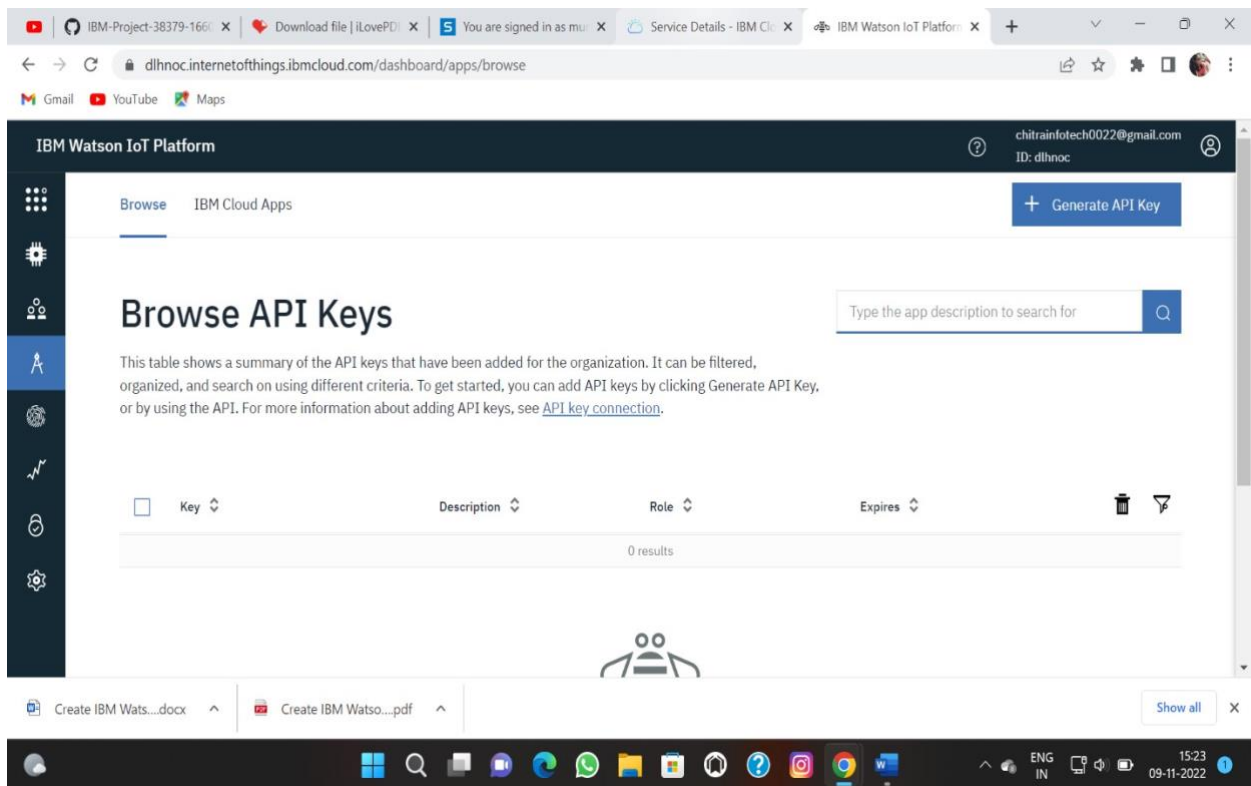 IBM-Project-38379-1660
Download file | iLovePDF
You are signed in as mur
Service Details - IBM Clo
IBM Watson IoT Platform
dlhnoc.internetofthings.ibmcloud.com/dashboard/apps/browse
Gmail YouTube Maps
IBM Watson IoT Platform
chitrainfotech0022@gmail.com
ID: dlhnoc
Browse IBM Cloud Apps
+ Generate API Key
Browse API Keys
Type the app description to search for
This table shows a summary of the API keys that have been added for the organization. It can be filtered,
organized, and search on using different criteria. To get started, you can add API keys by clicking Generate API Key,
or by using the API. For more information about adding API keys, see API key connection.
Key Description Role Expires
0 results
Create IBM Wats....docx
Create IBM Watso....pdf
Show all
ENG
IN
15:23
09-11-2022
1